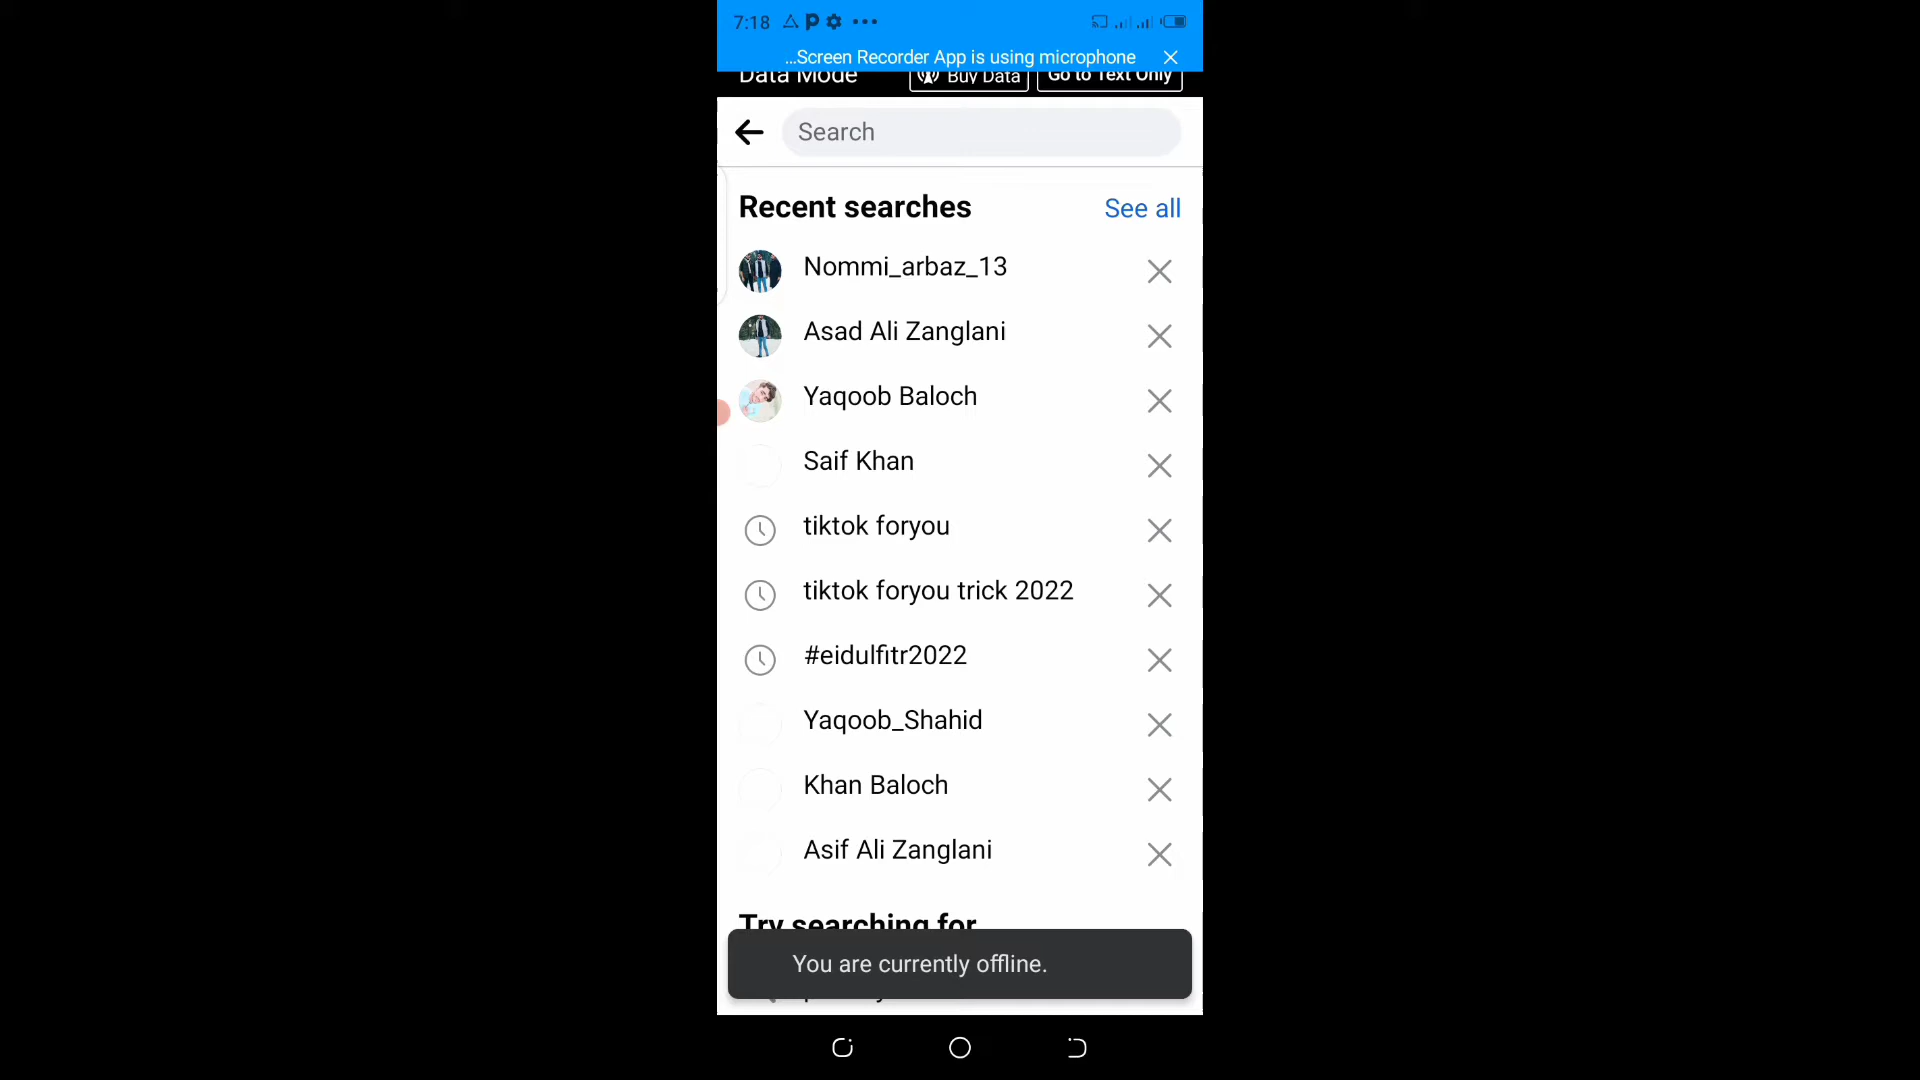 7:18
...Screen Recorder App is using microphone
Data Mode
Buy Data
Go to Text Only
Search
Recent searches
See all
Nommi_arbaz_13
Asad Ali Zanglani
Yaqoob Baloch
Saif Khan
tiktok foryou
tiktok foryou trick 2022
#eidulfitr2022
Yaqoob_Shahid
Khan Baloch
Asif Ali Zanglani
Try searching for
You are currently offline.